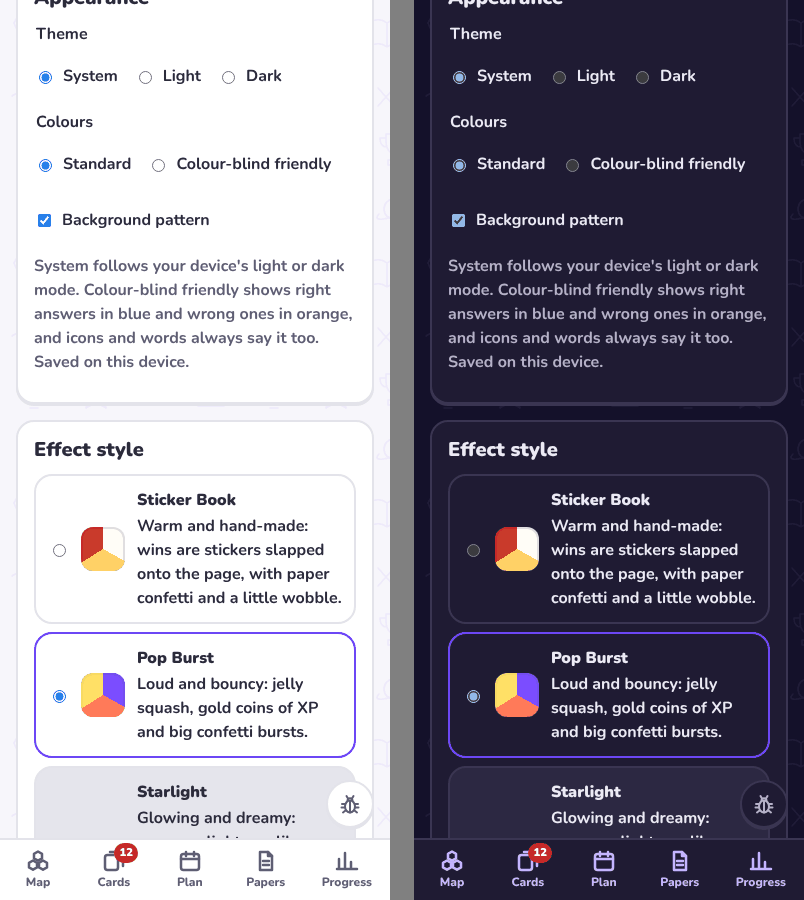 Appearance
Theme
System Light Dark
Colours
Standard Colour-blind friendly
Background pattern
System follows your device's light or dark
mode. Colour-blind friendly shows right
answers in blue and wrong ones in orange,
and icons and words always say it too.
Saved on this device.
Effect style
Sticker Book
Warm and hand-made:
wins are stickers slapped
onto the page, with paper
confetti and a little wobble.
Pop Burst
Loud and bouncy: jelly
squash, gold coins of XP
and big confetti bursts.
Starlight
Glowing and dreamy:
12
Map Cards Plan Papers Progress
Appearance
Theme
System Light Dark
Colours
Standard Colour-blind friendly
Background pattern
System follows your device's light or dark
mode. Colour-blind friendly shows right
answers in blue and wrong ones in orange,
and icons and words always say it too.
Saved on this device.
Effect style
Sticker Book
Warm and hand-made:
wins are stickers slapped
onto the page, with paper
confetti and a little wobble.
Pop Burst
Loud and bouncy: jelly
squash, gold coins of XP
and big confetti bursts.
Starlight
Glowing and dreamy:
12
Map Cards Plan Papers Progress